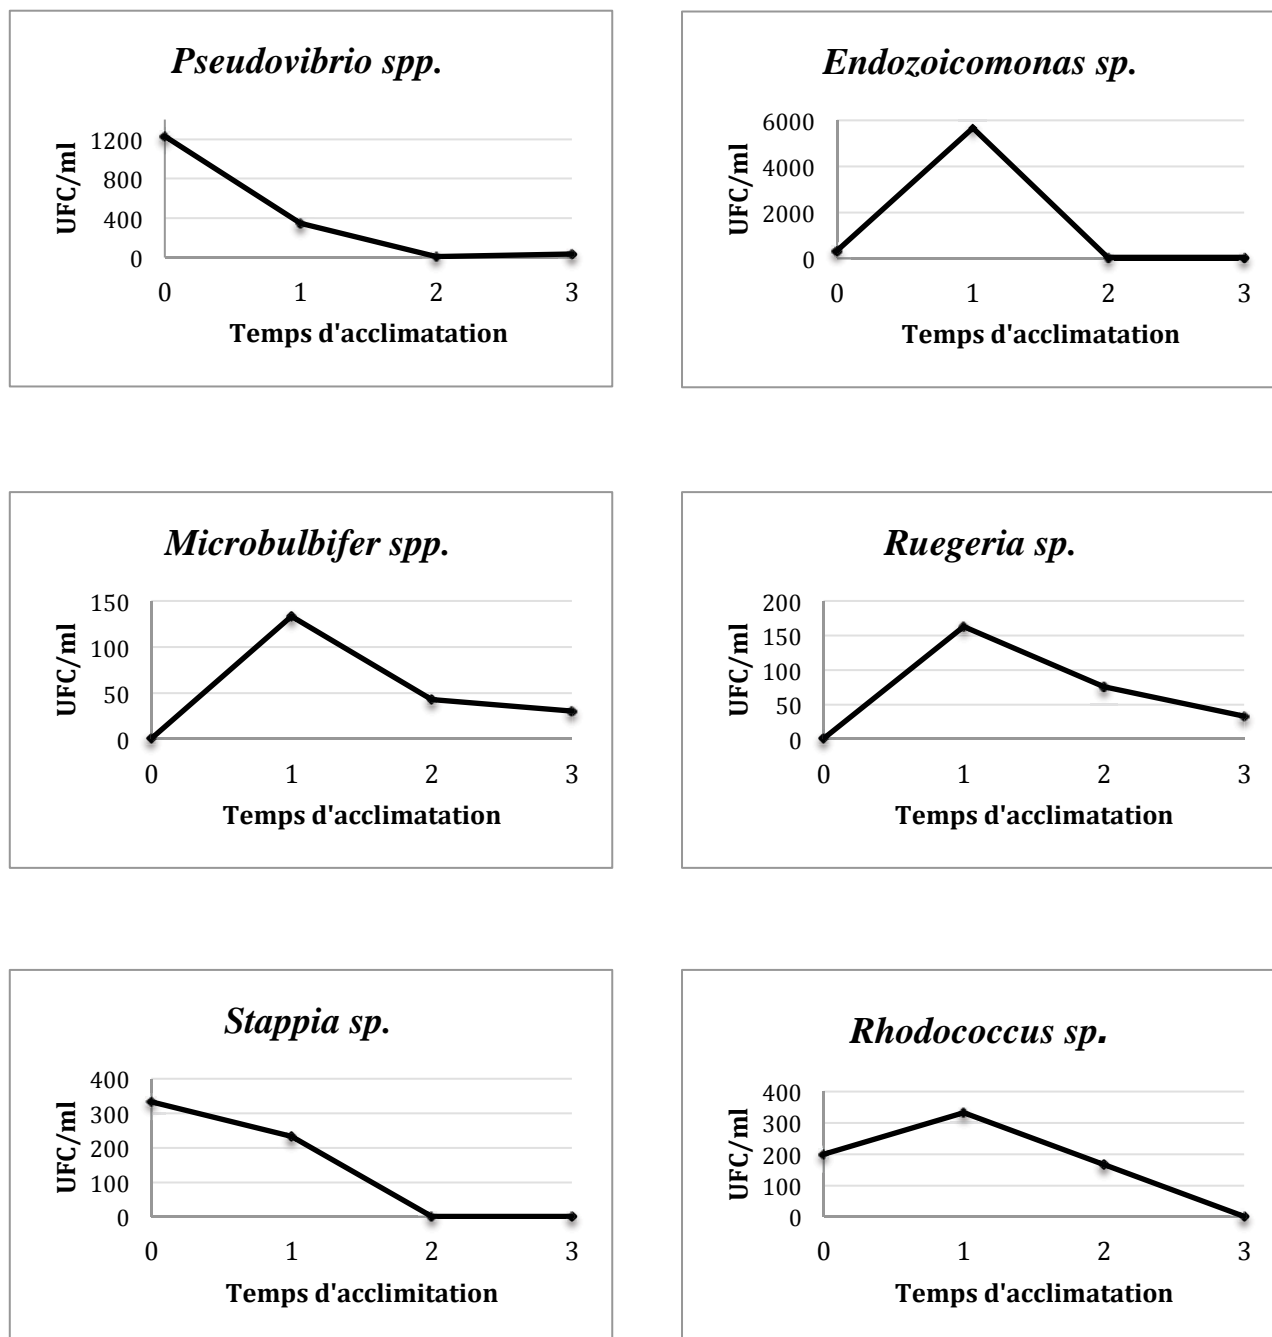 Pseudovibrio spp.
UFC/ml
1200
800
400
0
0 1 2 3
Temps d'acclimatation
Endozoicomonas sp.
UFC/ml
6000
4000
2000
0
0 1 2 3
Temps d'acclimatation
Microbulbifer spp.
UFC/ml
150
100
50
0
0 1 2 3
Temps d'acclimatation
Ruegeria sp.
UFC/ml
200
150
100
50
0
0 1 2 3
Temps d'acclimatation
Stappia sp.
UFC/ml
400
300
200
100
0
0 1 2 3
Temps d'acclimitation
Rhodococcus sp.
UFC/ml
400
300
200
100
0
0 1 2 3
Temps d'acclimatation